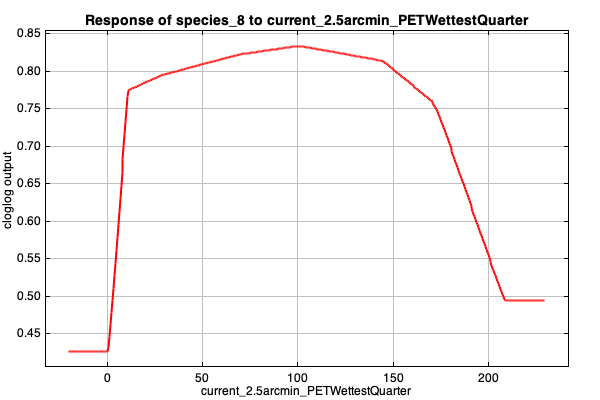 Response of species_8 to current_2.5arcmin_PETWettestQuarter
0.85
0.80
0.75
0.70
0.65
0.60
0.55
0.50
0.45
cloglog output
0 50 100 150 200
current_2.5arcmin_PETWettestQuarter